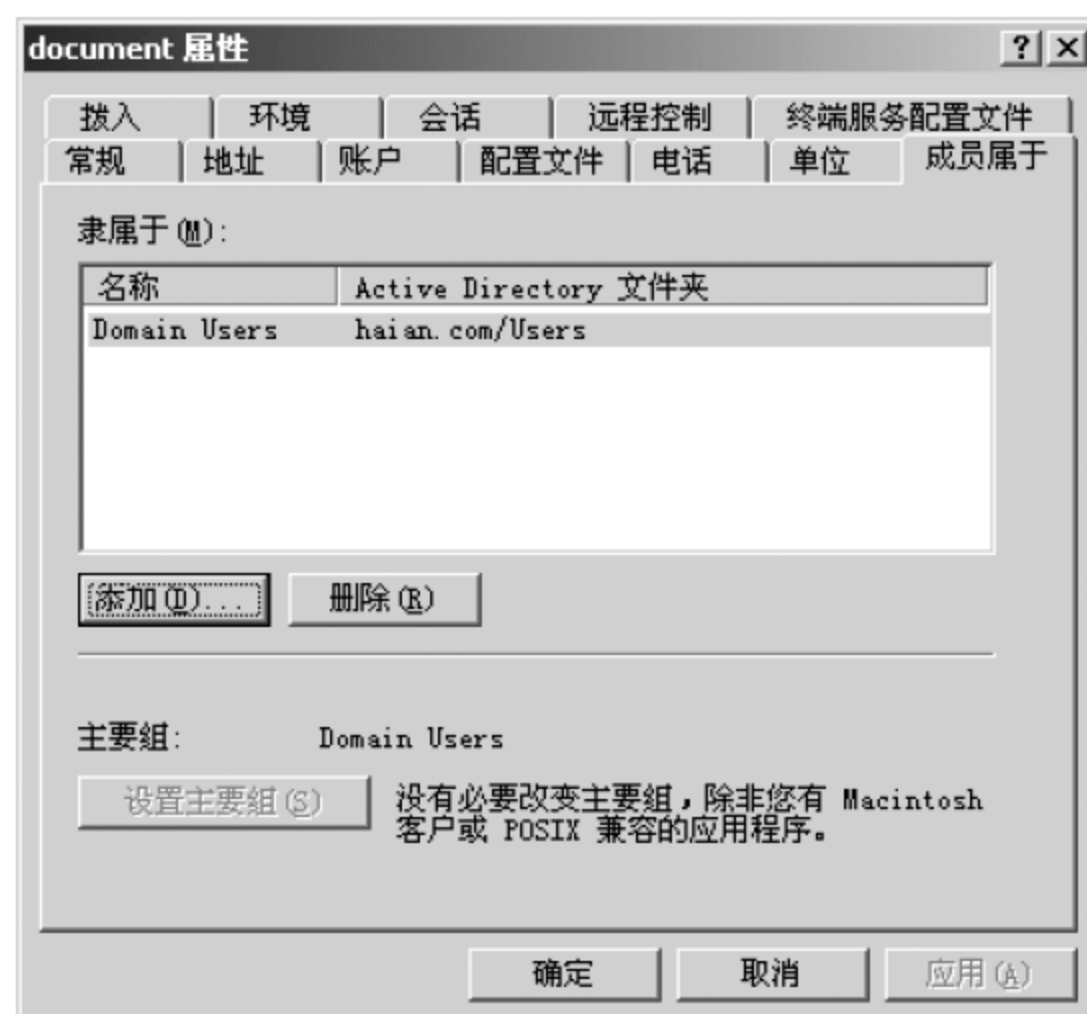 document 属性
拨入 环境 会话 远程控制 终端服务配置文件
常规 地址 账户 配置文件 电话 单位 成员属于
隶属于(M):
名称 Active Directory 文件夹
Domain Users haian.com/Users
添加(D)... 删除(R)
主要组: Domain Users
设置主要组(S) 没有必要改变主要组，除非您有 Macintosh
客户或 POSIX 兼容的应用程序。
确定 取消 应用(A)